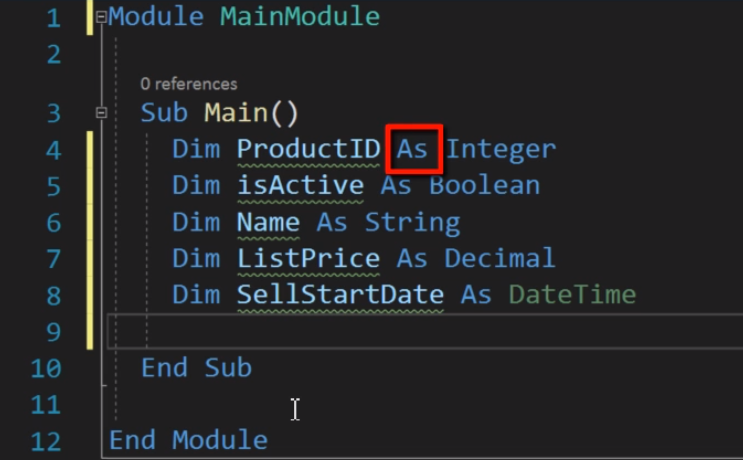 1 Module MainModule
2
0 references
3 Sub Main()
4 Dim ProductID As Integer
5 Dim isActive As Boolean
6 Dim Name As String
7 Dim ListPrice As Decimal
8 Dim SellStartDate As DateTime
9
10 End Sub
11
12 End Module